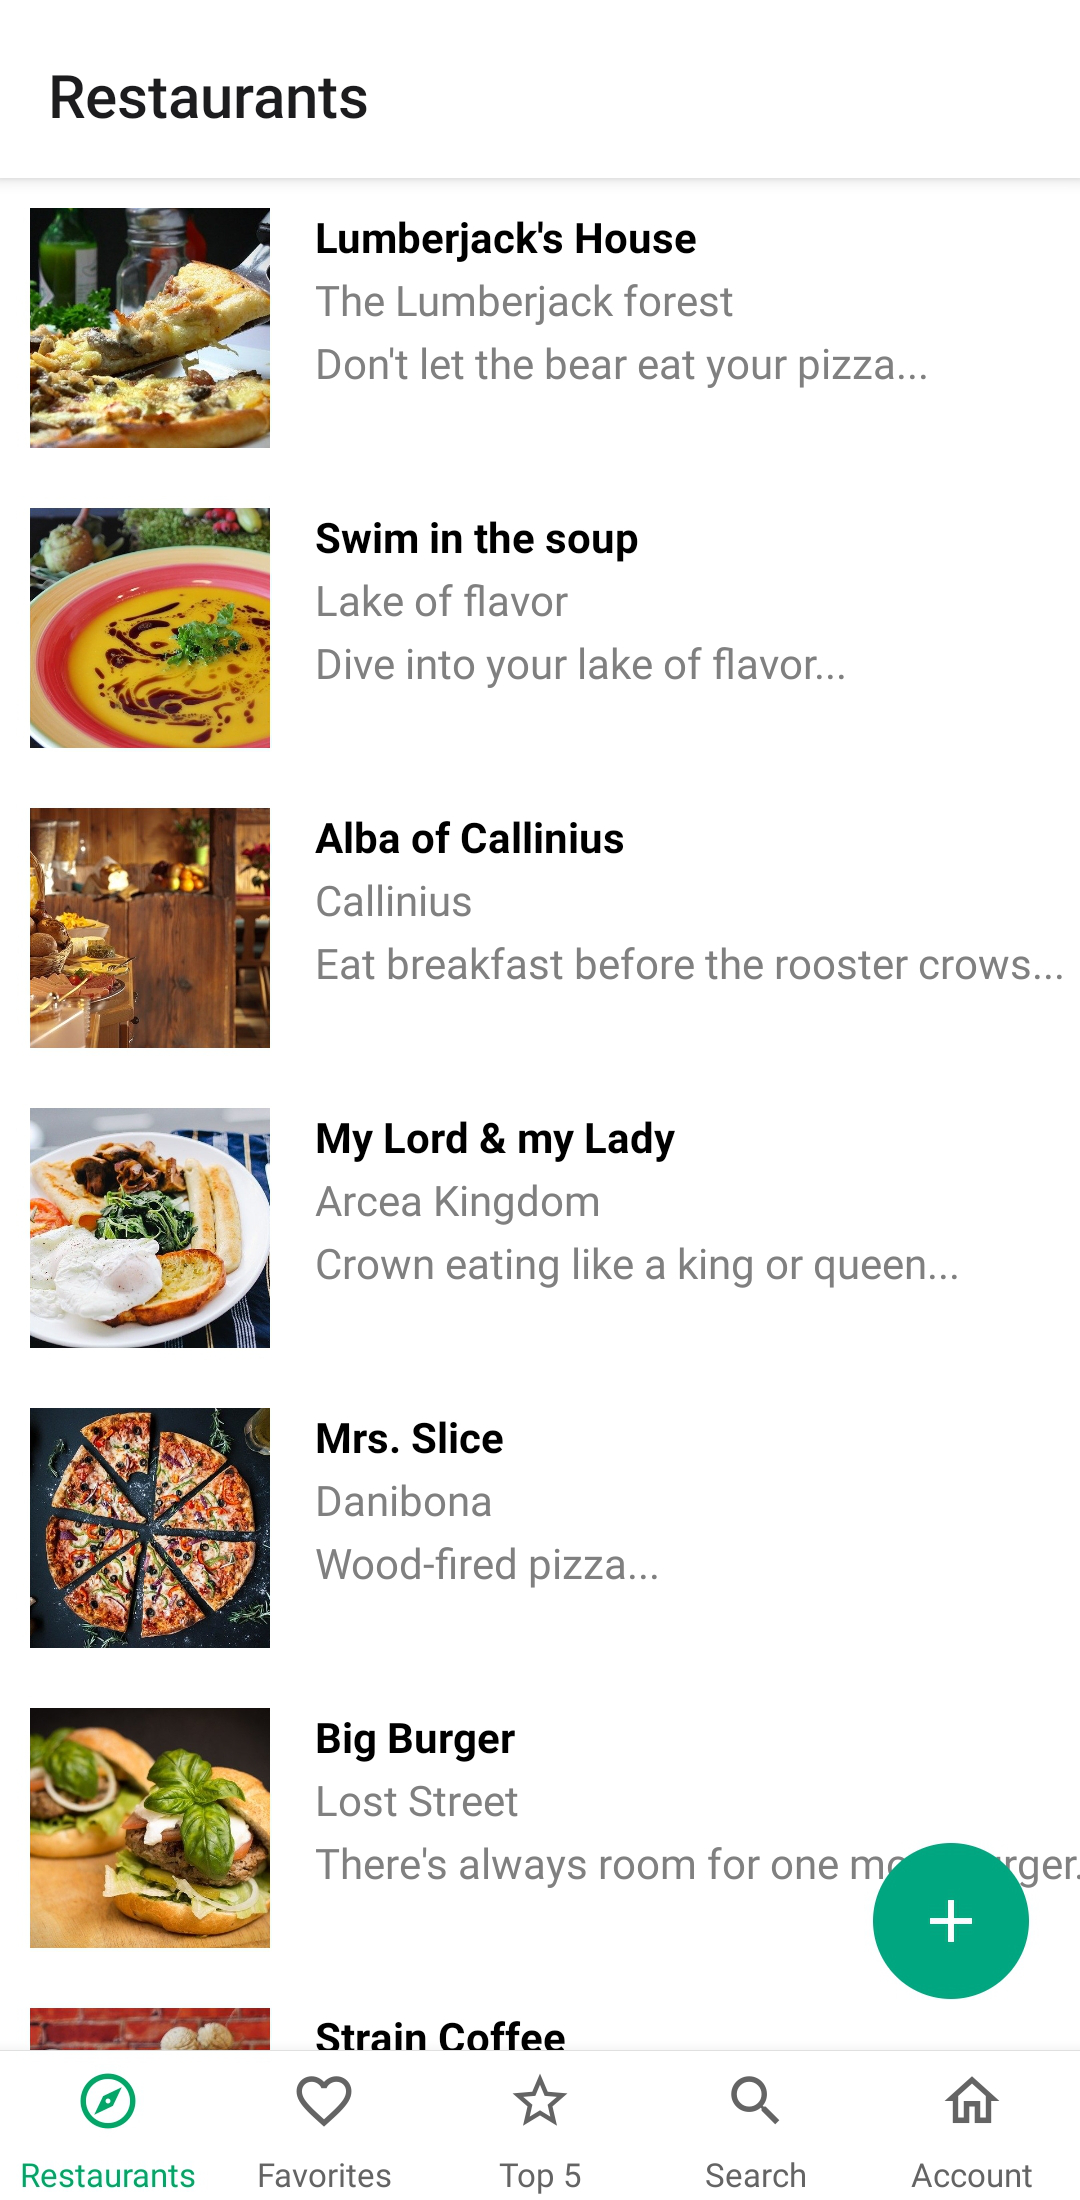 Restaurants
Lumberjack's House
The Lumberjack forest
Don't let the bear eat your pizza...
Swim in the soup
Lake of flavor
Dive into your lake of flavor...
Alba of Callinius
Callinius
Eat breakfast before the rooster crows...
My Lord & my Lady
Arcea Kingdom
Crown eating like a king or queen...
Mrs. Slice
Danibona
Wood-fired pizza...
Big Burger
Lost Street
There's always room for one
Strain Coffee
Restaurants
Favorites
Top 5
Search
Account